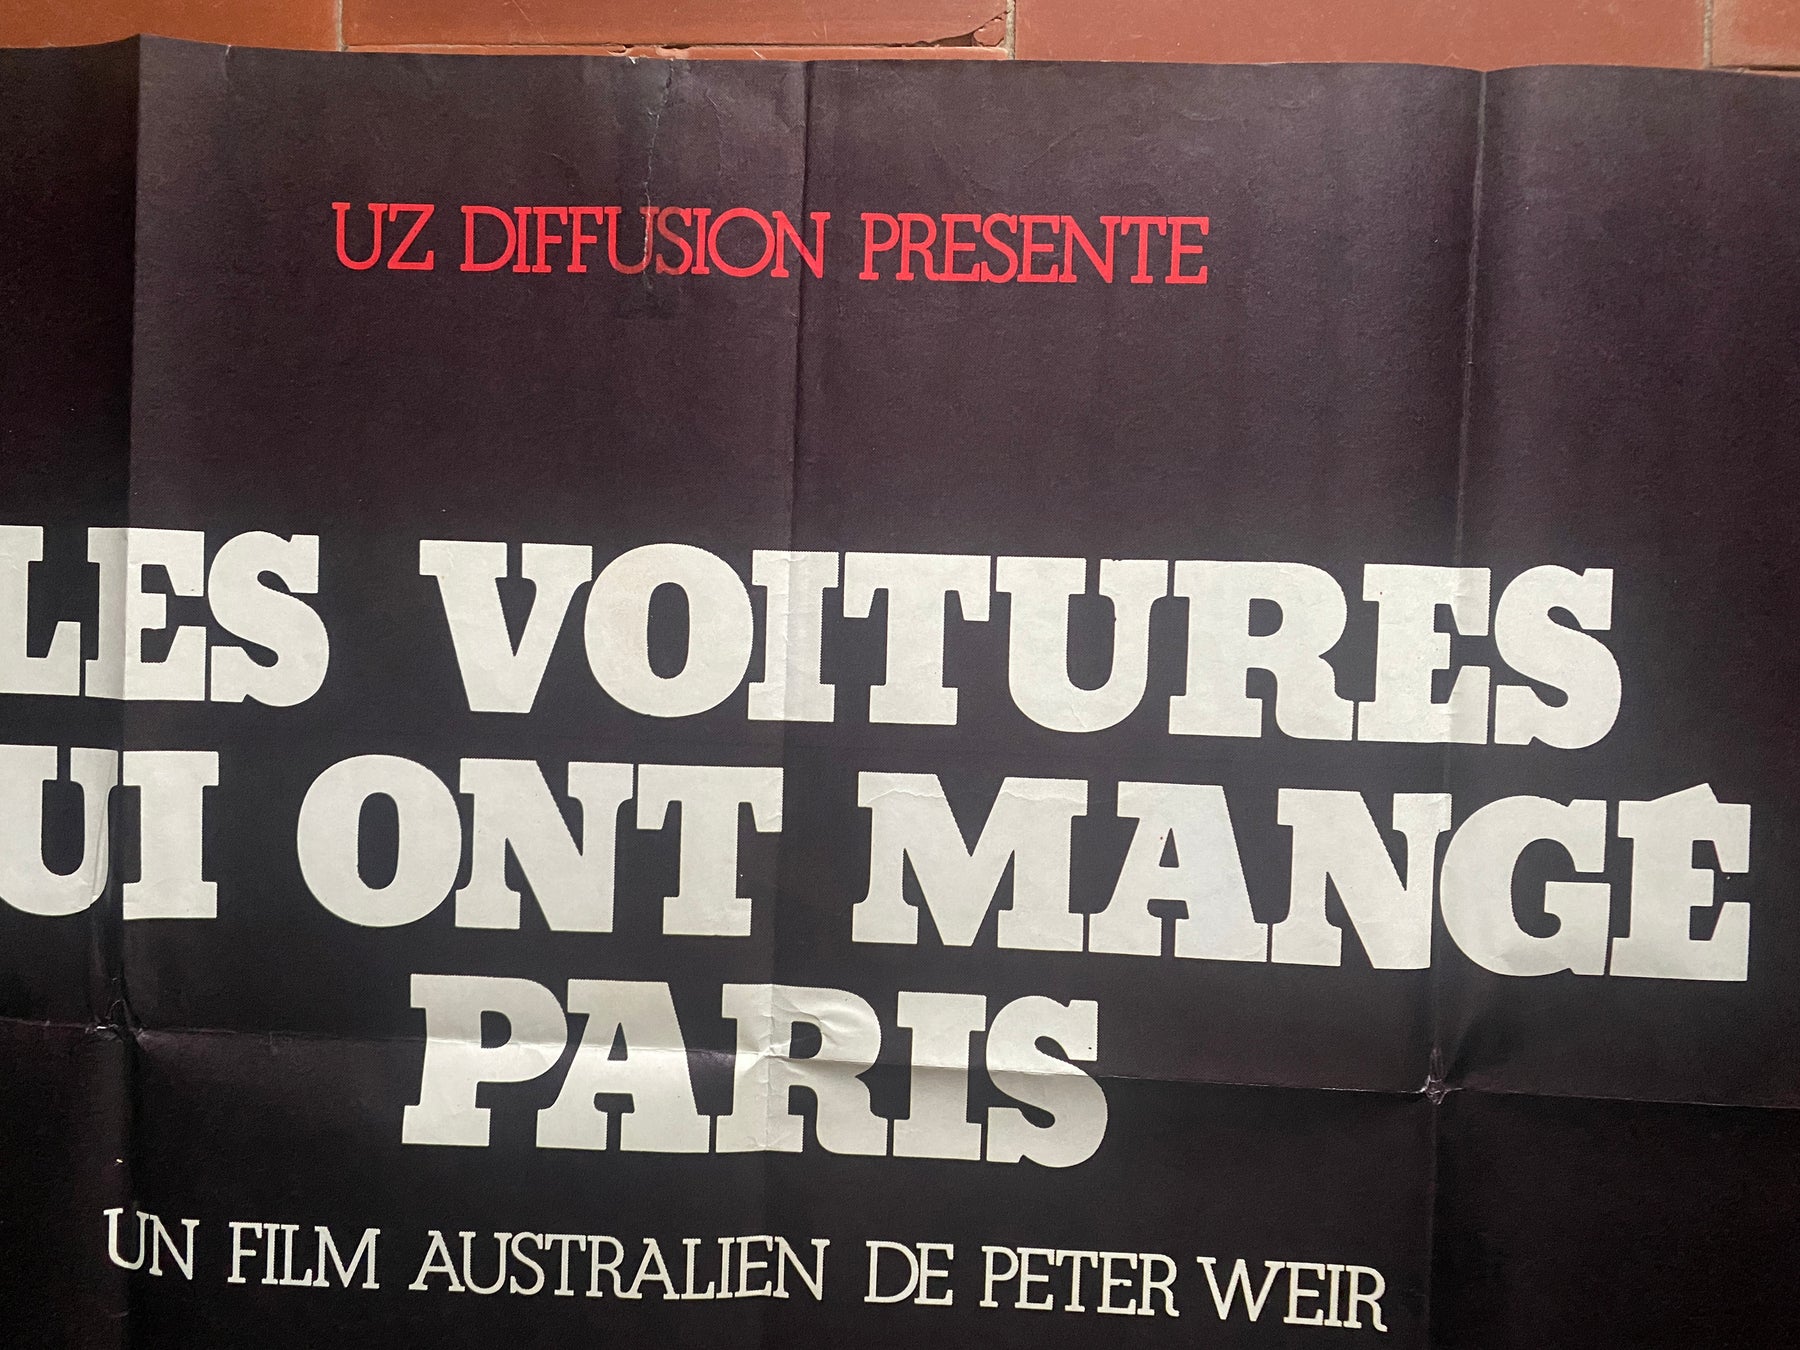 UZ DIFFUSION PRESENTE
LES VOITURES
UI ONT MANGÉ
PARIS
UN FILM AUSTRALIEN DE PETER WEIR